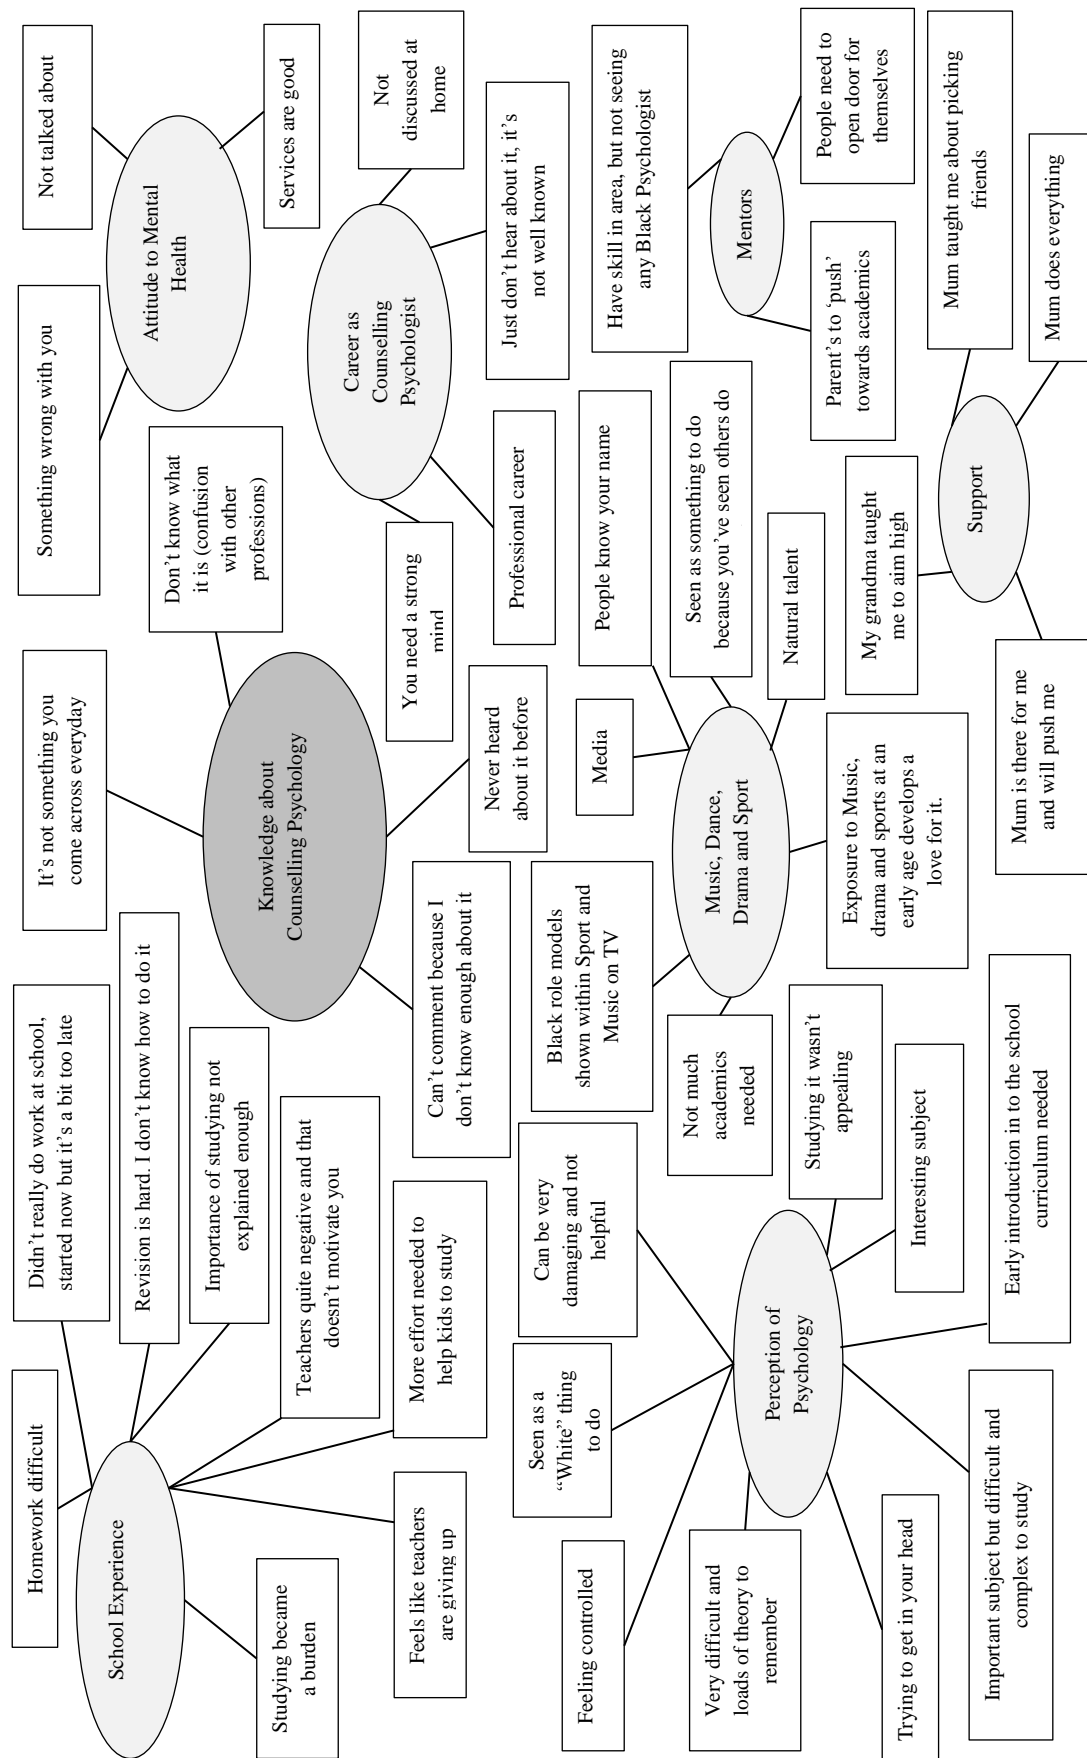 Homework difficult
Didn't really do work at school,
started now but it's a bit too late
Revision is hard. I don't know how to do it
Importance of studying not
explained enough
Teachers quite negative and that
doesn't motivate you
More effort needed to
help kids to study
Feels like teachers
are giving up
Studying became
a burden
School Experience
It's not something you
come across everyday
Don't know what
it is (confusion
with other
professions)
Knowledge about
Counselling Psychology
Never heard
about it before
Can't comment because I
don't know enough about it
Something wrong with you
Not talked about
Attitude to Mental
Health
Services are good
Career as
Counselling
Psychologist
Not
discussed at
home
Just don't hear about it, it's
not well known
Professional career
You need a strong
mind
Feeling controlled
Seen as a
“White” thing
to do
Can be very
damaging and not
helpful
Very difficult and
loads of theory to
remember
Perception of
Psychology
Studying it wasn't
appealing
Interesting subject
Early introduction in to the school
curriculum needed
Important subject but difficult and
complex to study
Trying to get in your head
Black role models
shown within Sport and
Music on TV
Media
People know your name
Seen as something to do
because you've seen others do
Not much
academics
needed
Music, Dance,
Drama and Sport
Natural talent
Exposure to Music,
drama and sports at an
early age develops a
love for it.
Have skill in area, but not seeing
any Black Psychologist
Mentors
People need to
open door for
themselves
Parent's to ‘push’
towards academics
My grandma taught
me to aim high
Mum taught me about picking
friends
Support
Mum does everything
Mum is there for me
and will push me